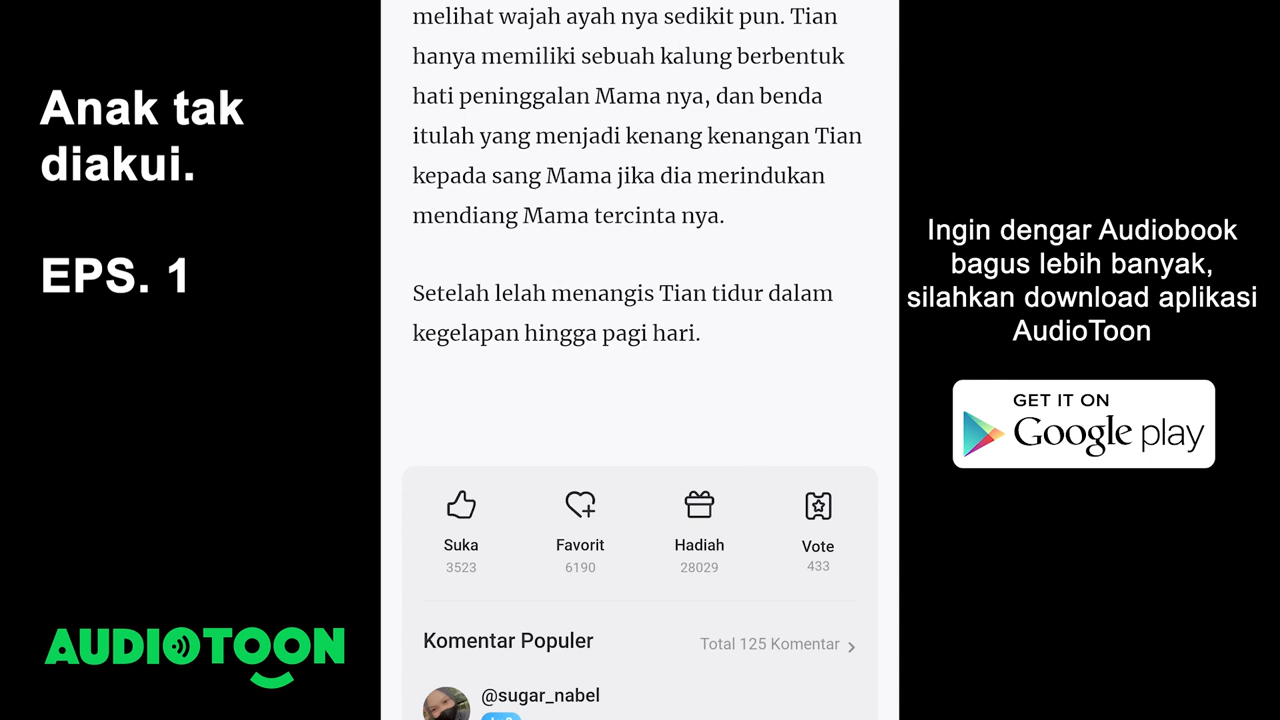 Anak tak
diakui.
EPS. 1
AUDIOTOON
melihat wajah ayah nya sedikit pun. Tian
hanya memiliki sebuah kalung berbentuk
hati peninggalan Mama nya, dan benda
itulah yang menjadi kenang kenangan Tian
kepada sang Mama jika dia merindukan
mendiang Mama tercinta nya.
Setelah lelah menangis Tian tidur dalam
kegelapan hingga pagi hari.
Suka
3523
Favorit
6190
Hadiah
28029
Vote
433
Komentar Populer
Total 125 Komentar
@sugar_nabel
Ingin dengar Audiobook
bagus lebih banyak,
silahkan download aplikasi
AudioToon
GET IT ON
Google play